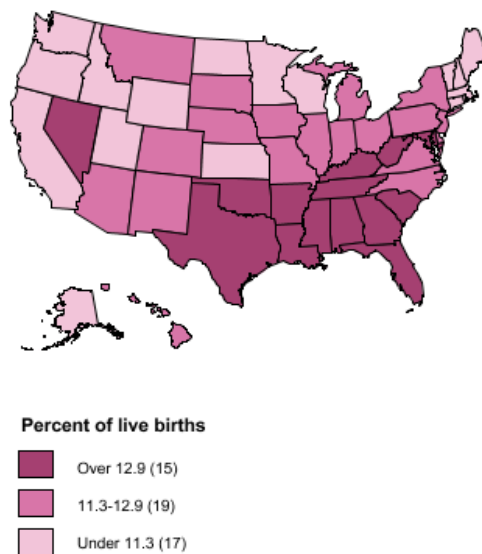 Percent of live births
Over 12.9 (15)
11.3-12.9 (19)
Under 11.3 (17)